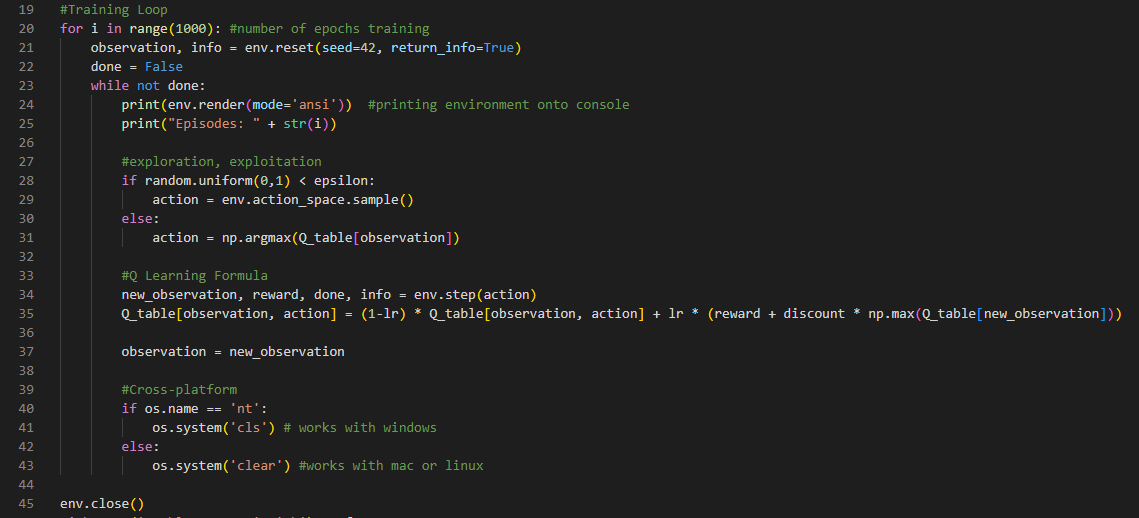 19 #Training Loop
20 for i in range(1000): #number of epochs training
21     observation, info = env.reset(seed=42, return_info=True)
22     done = False
23     while not done:
24         print(env.render(mode='ansi'))  #printing environment onto console
25         print("Episodes: " + str(i))
26
27         #exploration, exploitation
28         if random.uniform(0,1) < epsilon:
29             action = env.action_space.sample()
30         else:
31             action = np.argmax(Q_table[observation])
32
33         #Q Learning Formula
34         new_observation, reward, done, info = env.step(action)
35         Q_table[observation, action] = (1-lr) * Q_table[observation, action] + lr * (reward + discount * np.max(Q_table[new_observation]))
36
37         observation = new_observation
38
39         #Cross-platform
40         if os.name == 'nt':
41             os.system('cls') # works with windows
42         else:
43             os.system('clear') #works with mac or linux
44
45 env.close()